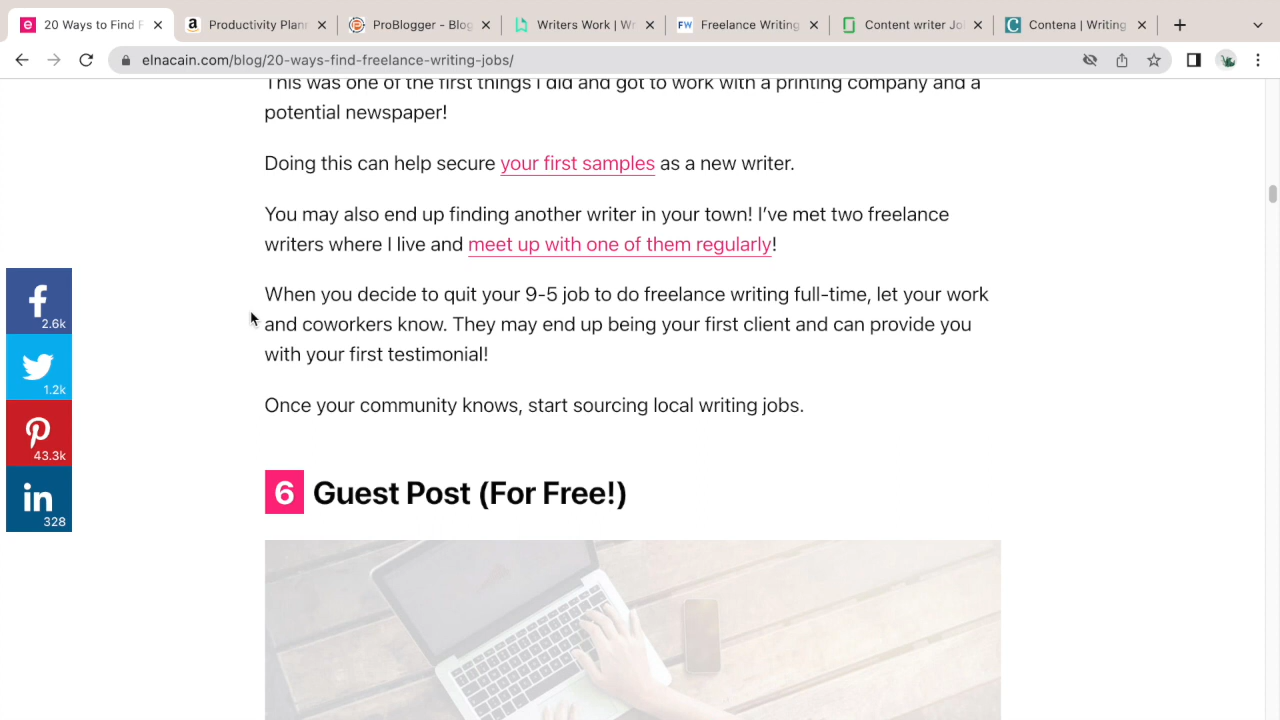 20 Ways to Find F
Productivity Plann
ProBlogger - Blog
Writers Work | Wr
Freelance Writing
Content writer Jo
Contena | Writing
elnacain.com/blog/20-ways-find-freelance-writing-jobs/
This was one of the first things I did and got to work with a printing company and a
potential newspaper!
Doing this can help secure your first samples as a new writer.
You may also end up finding another writer in your town! I’ve met two freelance
writers where I live and meet up with one of them regularly!
When you decide to quit your 9-5 job to do freelance writing full-time, let your work
and coworkers know. They may end up being your first client and can provide you
with your first testimonial!
Once your community knows, start sourcing local writing jobs.
2.6k
1.2k
43.3k
in
328
6 Guest Post (For Free!)